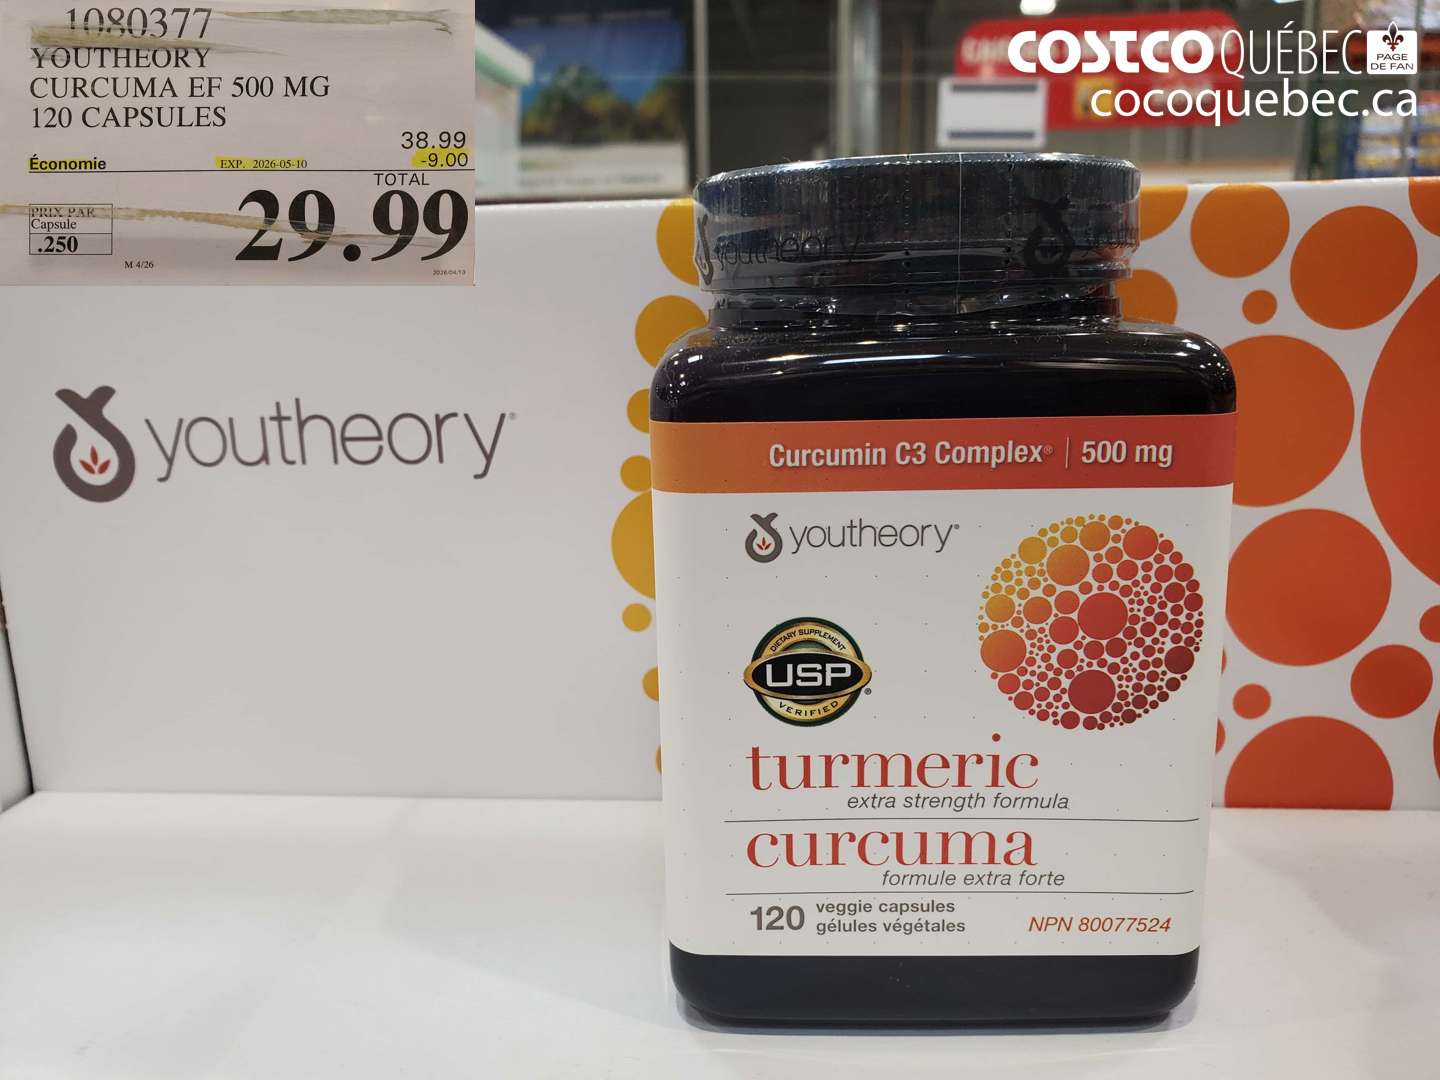 1080377
YOUTHEORY
CURCUMA EF 500 MG
120 CAPSULES
38.99
Économie EXP. 2026-05-10 -9.00
TOTAL
29.99
PRIX PAR
Capsule
.250
M 4/26
2026/04/13
COSTCO QUÉBEC PAGE DE FAN
cocoquebec.ca
youtheory
youtheory
youtheory®
Curcumin C3 Complex® | 500 mg
youtheory®
DIETARY SUPPLEMENT
USP®
VERIFIED
turmeric
extra strength formula
curcuma
formule extra forte
120 veggie capsules
gélules végétales
NPN 80077524